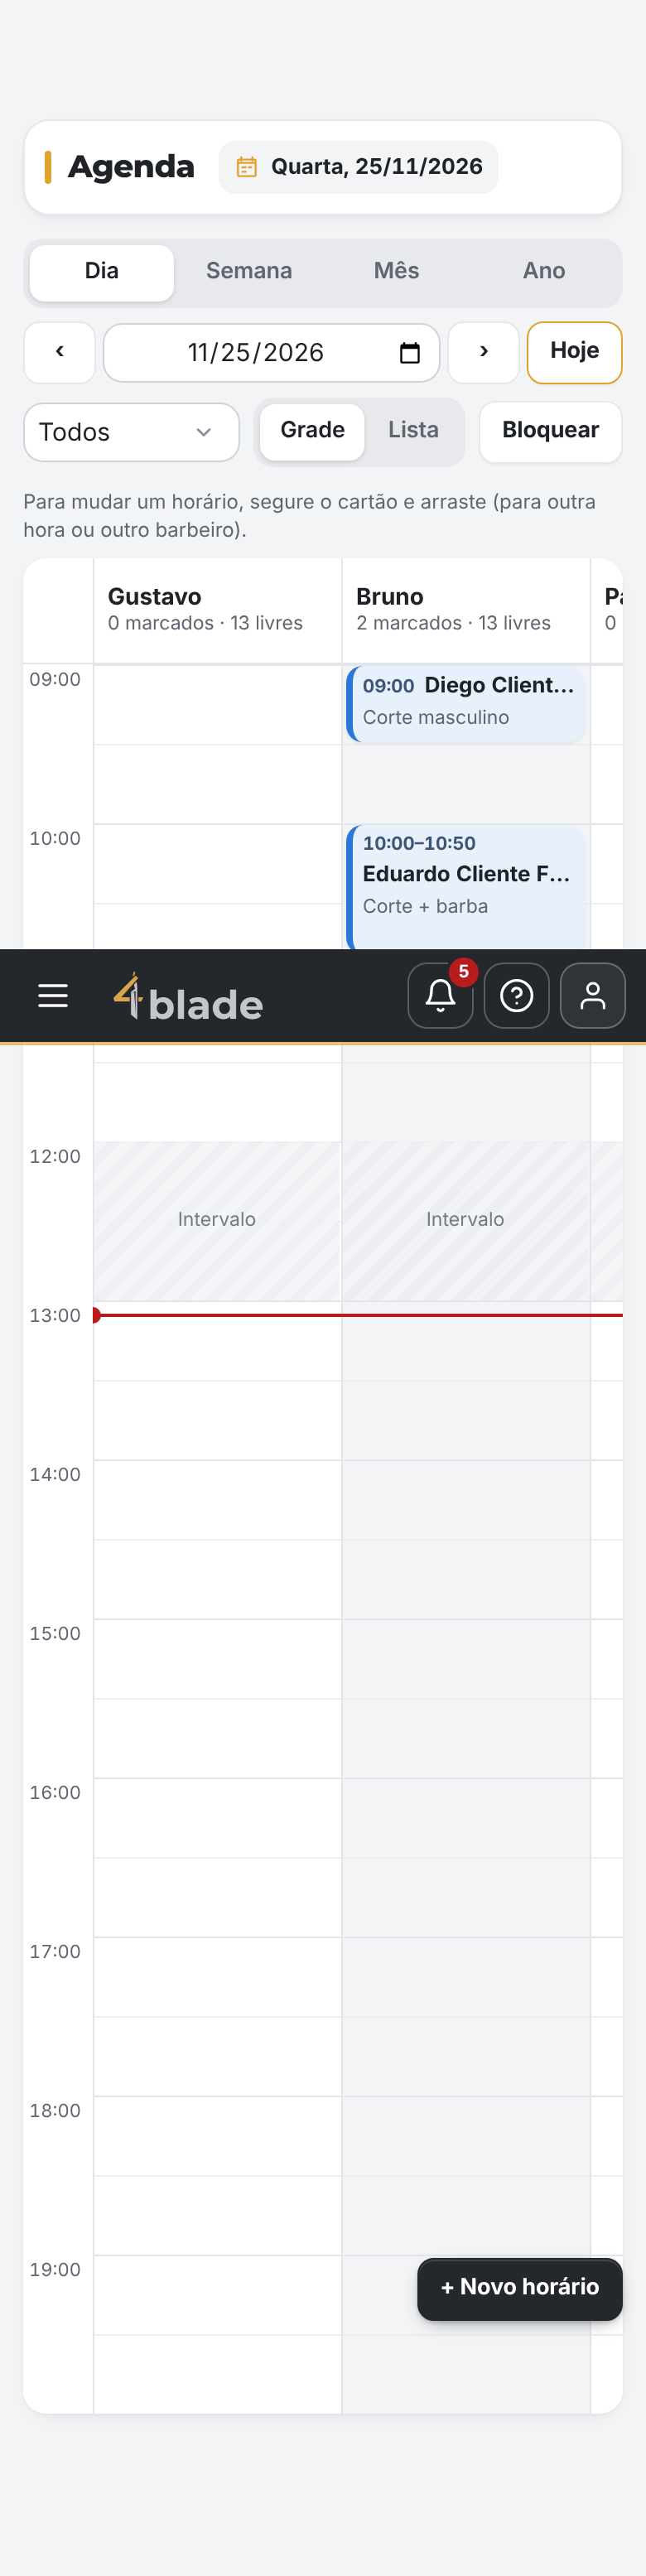 Agenda
Quarta, 25/11/2026
Dia Semana Mês Ano
‹ 11/25/2026 › Hoje
Todos Grade Lista Bloquear
Para mudar um horário, segure o cartão e arraste (para outra
hora ou outro barbeiro).
Gustavo
0 marcados · 13 livres
Bruno
2 marcados · 13 livres
0
09:00
09:00 Diego Client...
Corte masculino
10:00
10:00–10:50
Eduardo Cliente F...
Corte + barba
4blade
5
12:00
Intervalo
Intervalo
13:00
14:00
15:00
16:00
17:00
18:00
19:00
+ Novo horário